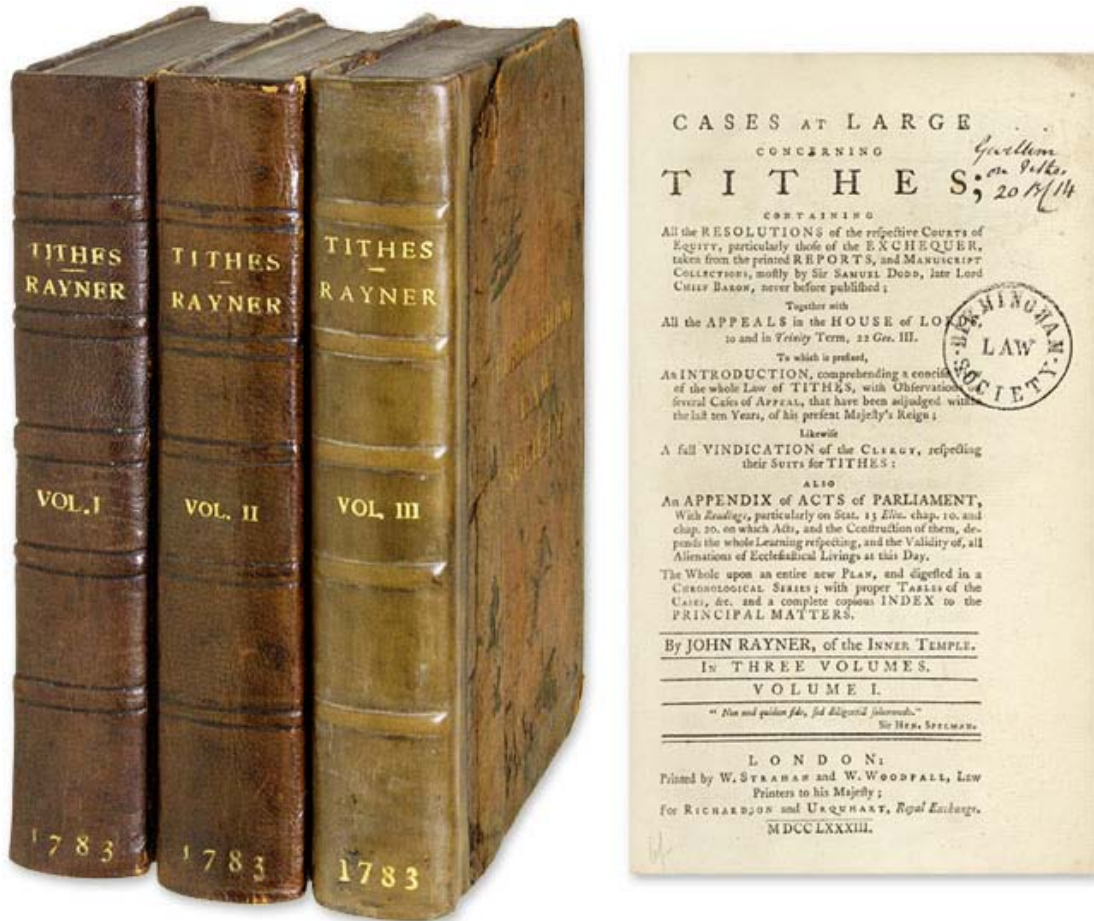 TITHES
RAYNER
VOL. I
1783
TITHES
RAYNER
VOL. II
1783
TITHES
RAYNER
VOL. III
1783
CASES AT LARGE
CONCERNING
TITHES;
CONTAINING
All the RESOLUTIONS of the reſpective COURTS of
EQUITY, particularly thoſe of the EXCHEQUER,
taken from the printed REPORTS, and MANUSCRIPT
COLLECTIONS, moſtly by Sir SAMUEL DODD, late Lord
CHIEF BARON, never before publiſhed;
Together with
All the APPEALS in the HOUSE of LORDS,
to and in Trinity Term, 22 Geo. III.
To which is prefixed,
An INTRODUCTION, comprehending a conciſe
of the whole Law of TITHES, with Obſervations
ſeveral Caſes of APPEAL, that have been adjudged within
the laſt ten Years, of his preſent Majeſty's Reign;
Likewiſe
A full VINDICATION of the CLERGY, reſpecting
their SUITS for TITHES:
ALSO
An APPENDIX of ACTS of PARLIAMENT,
With Readings, particularly on Stat. 13 Eliz. chap. 10. and
chap. 20. on which Acts, and the Conſtruction of them, de-
pends the whole Learning reſpecting, and the Validity of, all
Alienations of Eccleſiaſtical Livings at this Day.
The Whole upon an entire new PLAN, and digeſted in a
CHRONOLOGICAL SERIES; with proper TABLES of the
CASES, &c. and a complete copious INDEX to the
PRINCIPAL MATTERS.
By JOHN RAYNER, of the INNER TEMPLE.
IN THREE VOLUMES.
VOLUME I.
Sir HEN. SPELMAN.
LONDON:
Printed by W. STRAHAN and W. WOODFALL, Law
Printers to his Majeſty;
For RICHARDSON and URQUHART, Royal Exchange.
MDCCLXXXIII.
Gwillim
on Tithes
BIRMINGHAM
LAW
SOCIETY